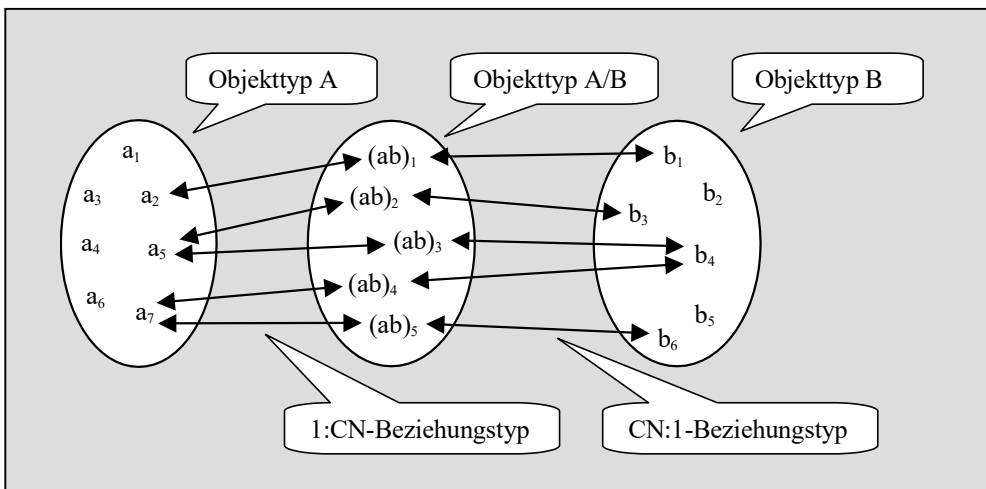 Objekttyp A
Objekttyp A/B
Objekttyp B
a₁
a₃
a₂
a₄
a₅
a₆
a₇
(ab)₁
(ab)₂
(ab)₃
(ab)₄
(ab)₅
b₁
b₂
b₃
b₄
b₅
b₆
1:CN-Beziehungstyp
CN:1-Beziehungstyp